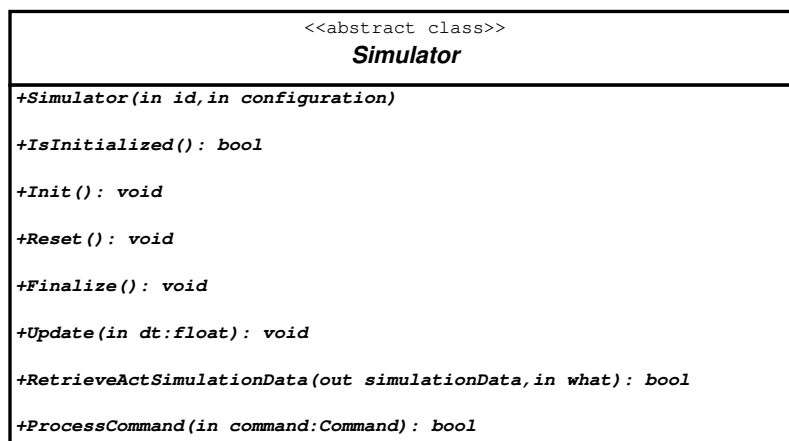 <<abstract class>>
Simulator
+Simulator(in id,in configuration)
+IsInitialized(): bool
+Init(): void
+Reset(): void
+Finalize(): void
+Update(in dt:float): void
+RetrieveActSimulationData(out simulationData,in what): bool
+ProcessCommand(in command:Command): bool